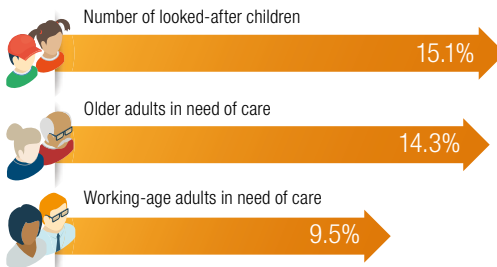 Number of looked-after children
15.1%
Older adults in need of care
14.3%
Working-age adults in need of care
9.5%